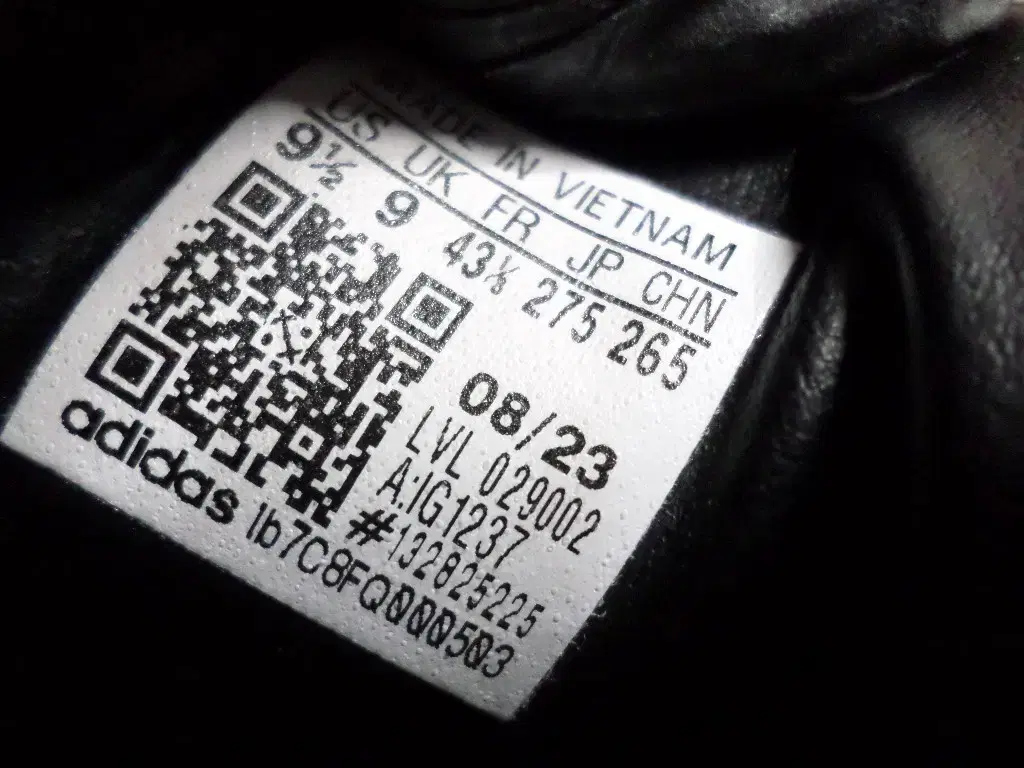 MADE IN VIETNAM
US UK FR JP CHN
9½ 9 43⅓ 275 265
08/23
LVL 029002
A:IG1237
#132825225
adidas Ib7C8FQ000503